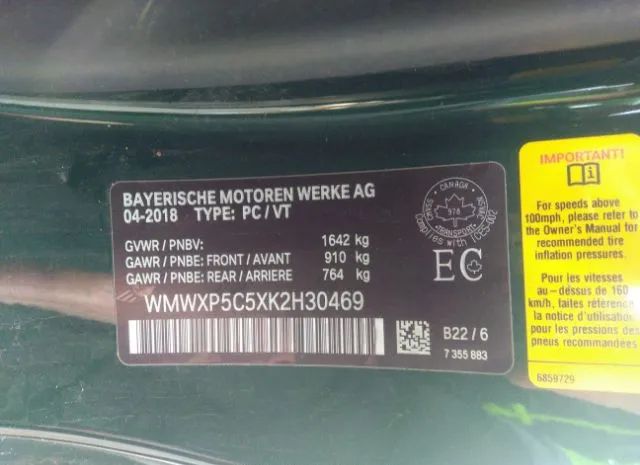 BAYERISCHE MOTOREN WERKE AG
04-2018 TYPE: PC / VT
GVWR / PNBV: 1642 kg
GAWR / PNBE: FRONT / AVANT 910 kg
GAWR / PNBE: REAR / ARRIERE 764 kg
WMWXP5C5XK2H30469
B22 / 6
7 355 883
CANADA
978
TRANSPORT
EC
IMPORTANT!
For speeds above
100mph, please refer to
the Owner's Manual for
recommended tire
inflation pressures.
Pour les vitesses
au-déssus de 160
km/h, faites référence
à la notice d'utilisation
pour les pressions des
pneu recommandées
6859729